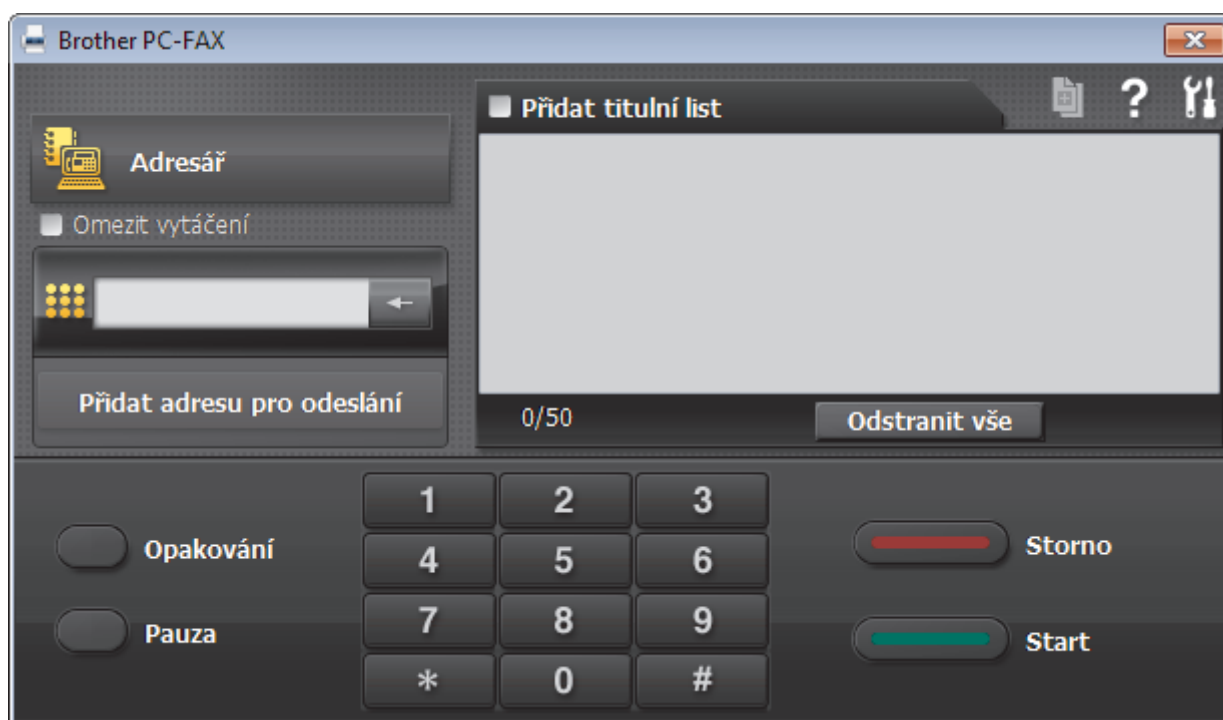 Brother PC-FAX
Přidat titulní list
?
Adresář
Omezit vytáčení
Přidat adresu pro odeslání
0/50
Odstranit vše
1 2 3
Opakování
4 5 6
Storno
7 8 9
Pauza
Start
* 0 #